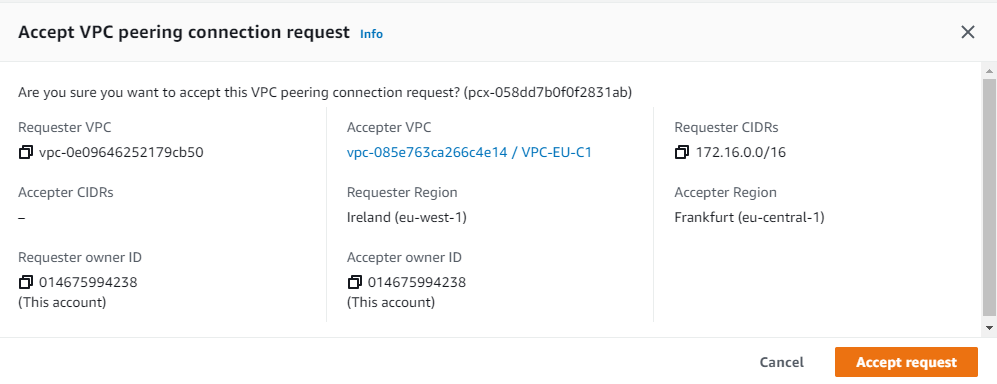 Accept VPC peering connection request Info
Are you sure you want to accept this VPC peering connection request? (pcx-058dd7b0f0f2831ab)
Requester VPC
vpc-0e09646252179cb50
Accepter VPC
vpc-085e763ca266c4e14 / VPC-EU-C1
Requester CIDRs
172.16.0.0/16
Accepter CIDRs
–
Requester Region
Ireland (eu-west-1)
Accepter Region
Frankfurt (eu-central-1)
Requester owner ID
014675994238
(This account)
Accepter owner ID
014675994238
(This account)
Cancel
Accept request